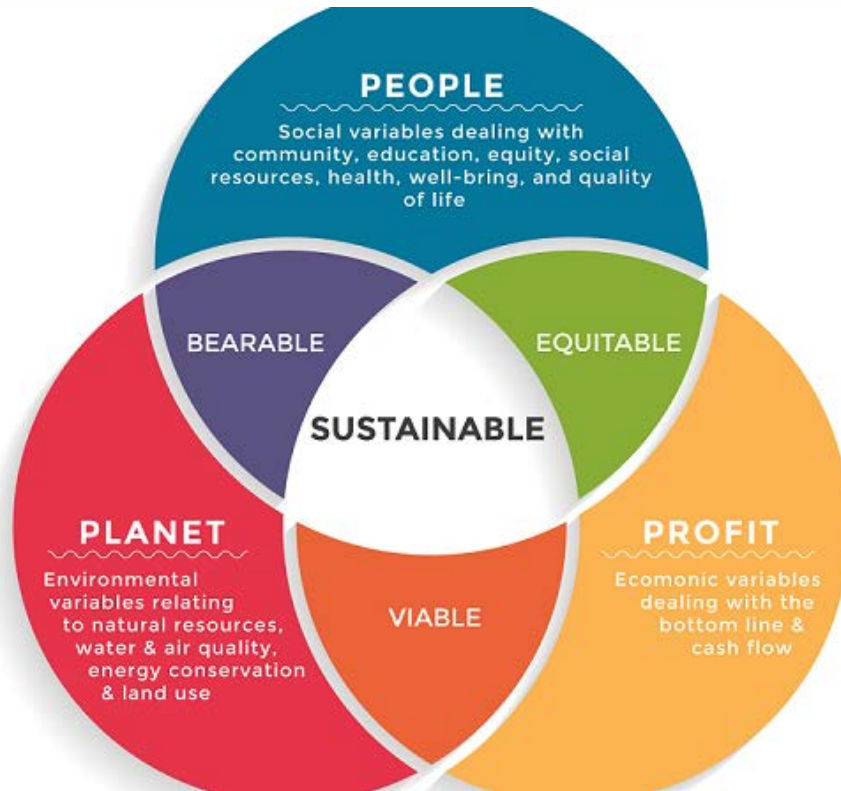 PEOPLE
Social variables dealing with
community, education, equity, social
resources, health, well-bring, and quality
of life
BEARABLE
EQUITABLE
SUSTAINABLE
PLANET
Environmental
variables relating
to natural resources,
water & air quality,
energy conservation
& land use
PROFIT
Ecomonic variables
dealing with the
bottom line &
cash flow
VIABLE